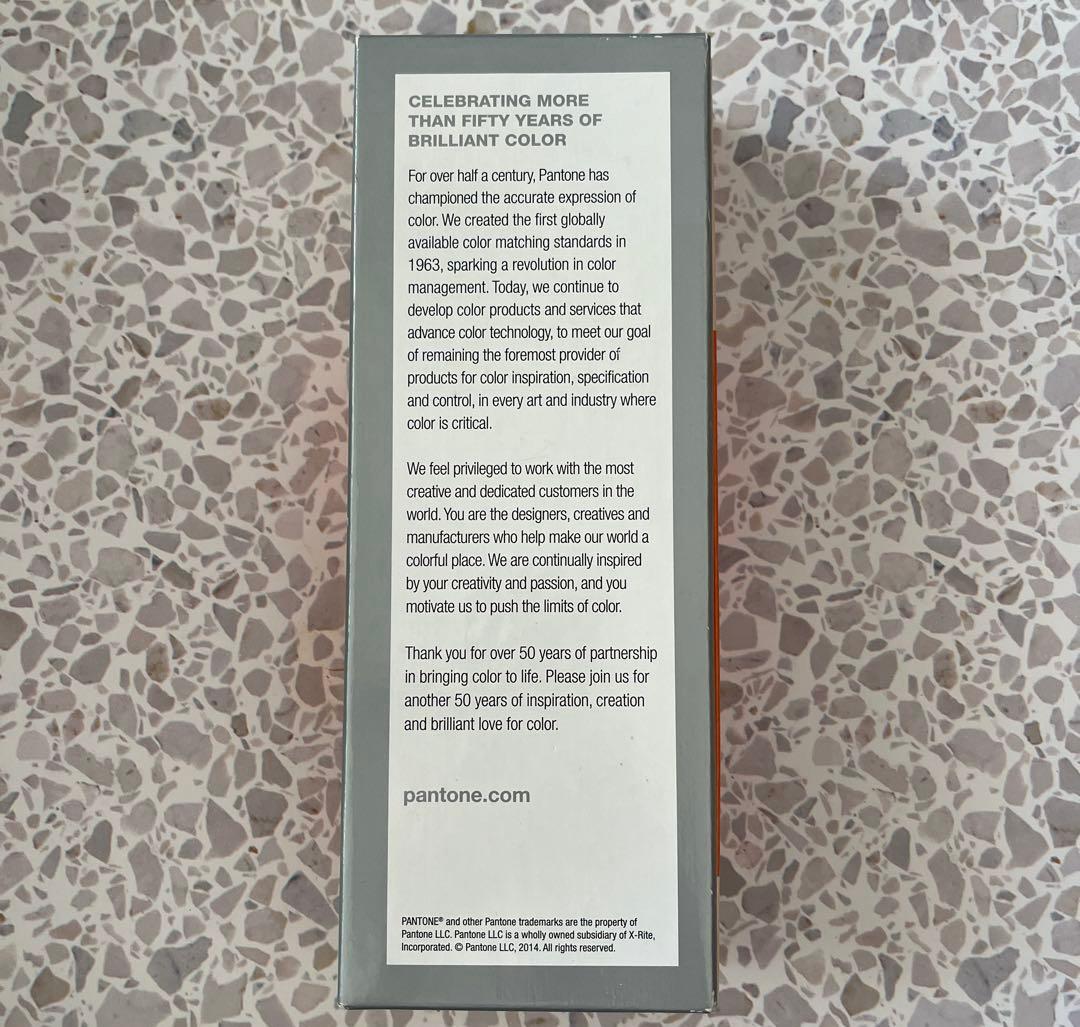 CELEBRATING MORE
THAN FIFTY YEARS OF
BRILLIANT COLOR
For over half a century, Pantone has
championed the accurate expression of
color. We created the first globally
available color matching standards in
1963, sparking a revolution in color
management. Today, we continue to
develop color products and services that
advance color technology, to meet our goal
of remaining the foremost provider of
products for color inspiration, specification
and control, in every art and industry where
color is critical.
We feel privileged to work with the most
creative and dedicated customers in the
world. You are the designers, creatives and
manufacturers who help make our world a
colorful place. We are continually inspired
by your creativity and passion, and you
motivate us to push the limits of color.
Thank you for over 50 years of partnership
in bringing color to life. Please join us for
another 50 years of inspiration, creation
and brilliant love for color.
pantone.com
PANTONE® and other Pantone trademarks are the property of
Pantone LLC. Pantone LLC is a wholly owned subsidiary of X-Rite,
Incorporated. © Pantone LLC, 2014. All rights reserved.